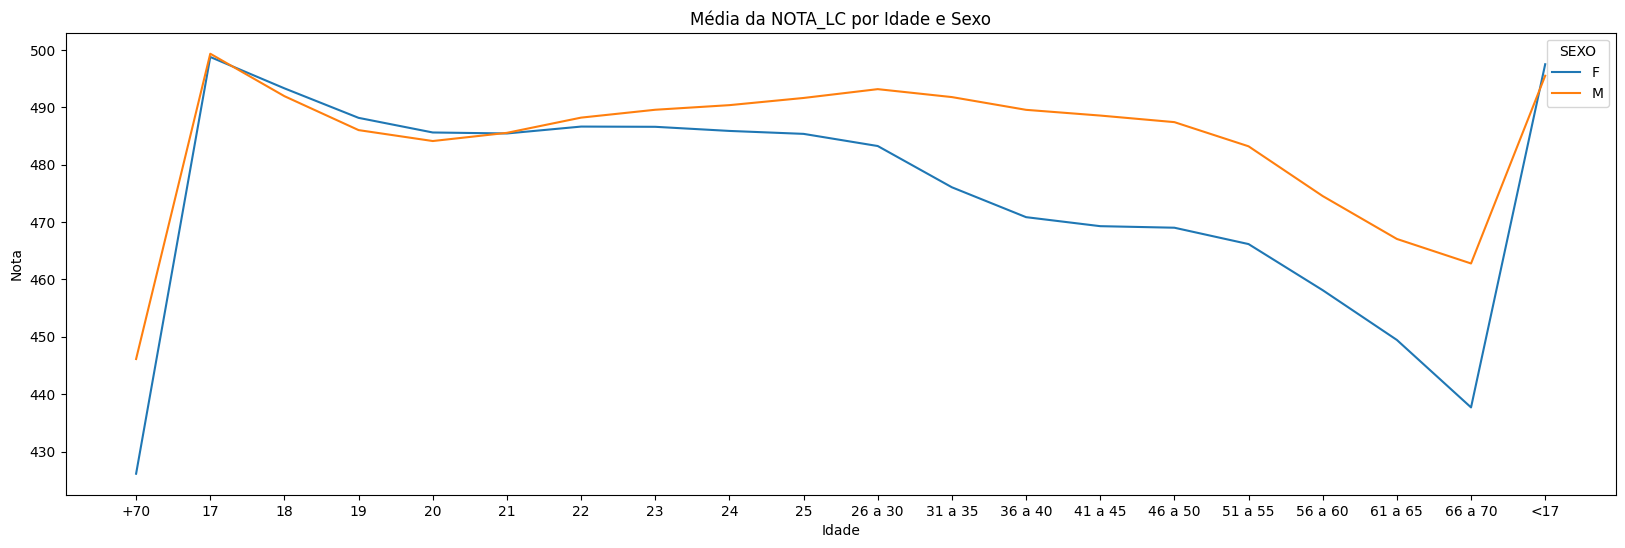 Média da NOTA_LC por Idade e Sexo
SEXO
F
M
Nota
500
490
480
470
460
450
440
430
+70 17 18 19 20 21 22 23 24 25 26 a 30 31 a 35 36 a 40 41 a 45 46 a 50 51 a 55 56 a 60 61 a 65 66 a 70 <17
Idade